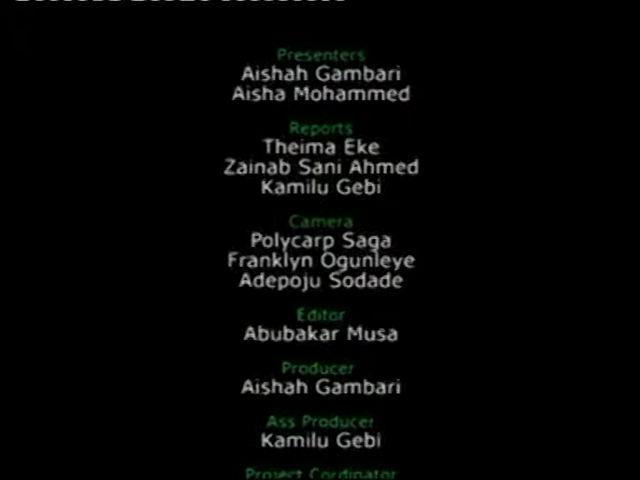 Presenters
Aishah Gambari
Aisha Mohammed
Reports
Theima Eke
Zainab Sani Ahmed
Kamilu Gebi
Camera
Polycarp Saga
Franklyn Ogunleye
Adepoju Sodade
Editor
Abubakar Musa
Producer
Aishah Gambari
Ass Producer
Kamilu Gebi
Project Cordinator